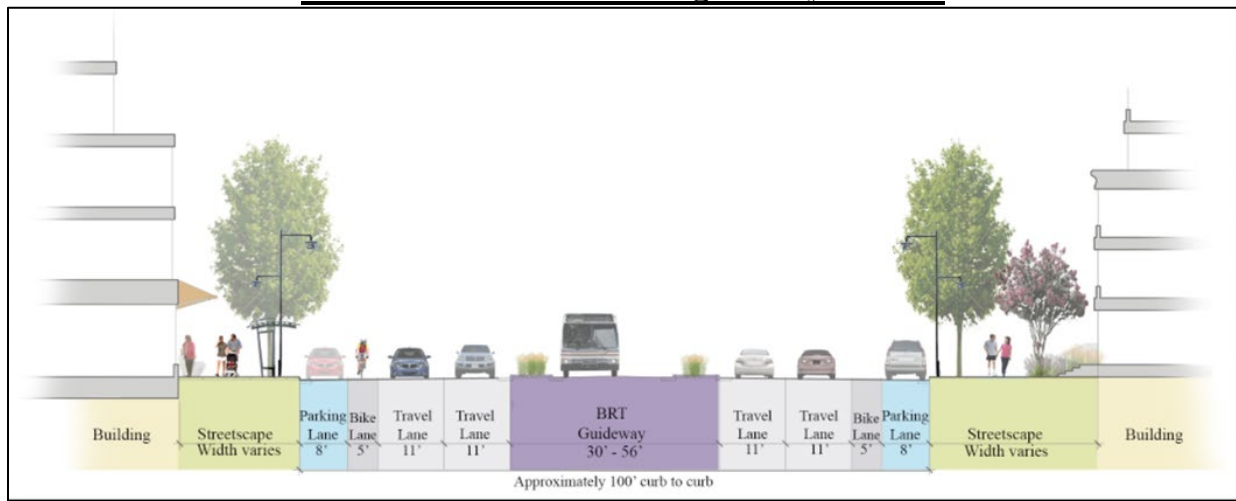 Building
Streetscape
Width varies
Parking
Lane
8'
Bike
Lane
5'
Travel
Lane
11'
Travel
Lane
11'
BRT
Guideway
30' - 56'
Travel
Lane
11'
Travel
Lane
11'
Bike
Lane
5'
Parking
Lane
8'
Streetscape
Width varies
Building
Approximately 100' curb to curb